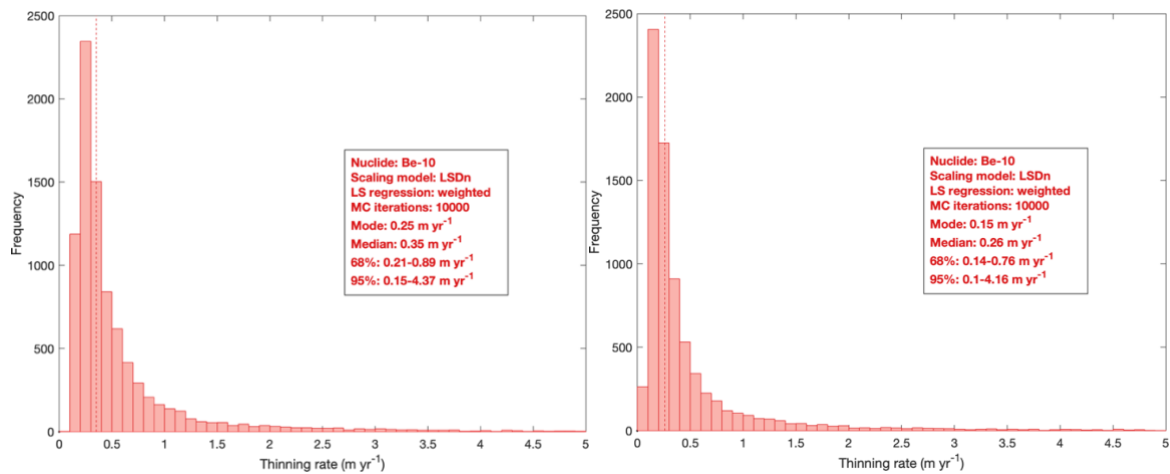 2500
2000
1500
1000
500
0
Frequency
Nuclide: Be-10
Scaling model: LSDn
LS regression: weighted
MC iterations: 10000
Mode: 0.25 m yr⁻¹
Median: 0.35 m yr⁻¹
68%: 0.21-0.89 m yr⁻¹
95%: 0.15-4.37 m yr⁻¹
0 0.5 1 1.5 2 2.5 3 3.5 4 4.5 5
Thinning rate (m yr⁻¹)
2500
2000
1500
1000
500
0
Frequency
Nuclide: Be-10
Scaling model: LSDn
LS regression: weighted
MC iterations: 10000
Mode: 0.15 m yr⁻¹
Median: 0.26 m yr⁻¹
68%: 0.14-0.76 m yr⁻¹
95%: 0.1-4.16 m yr⁻¹
0 0.5 1 1.5 2 2.5 3 3.5 4 4.5 5
Thinning rate (m yr⁻¹)